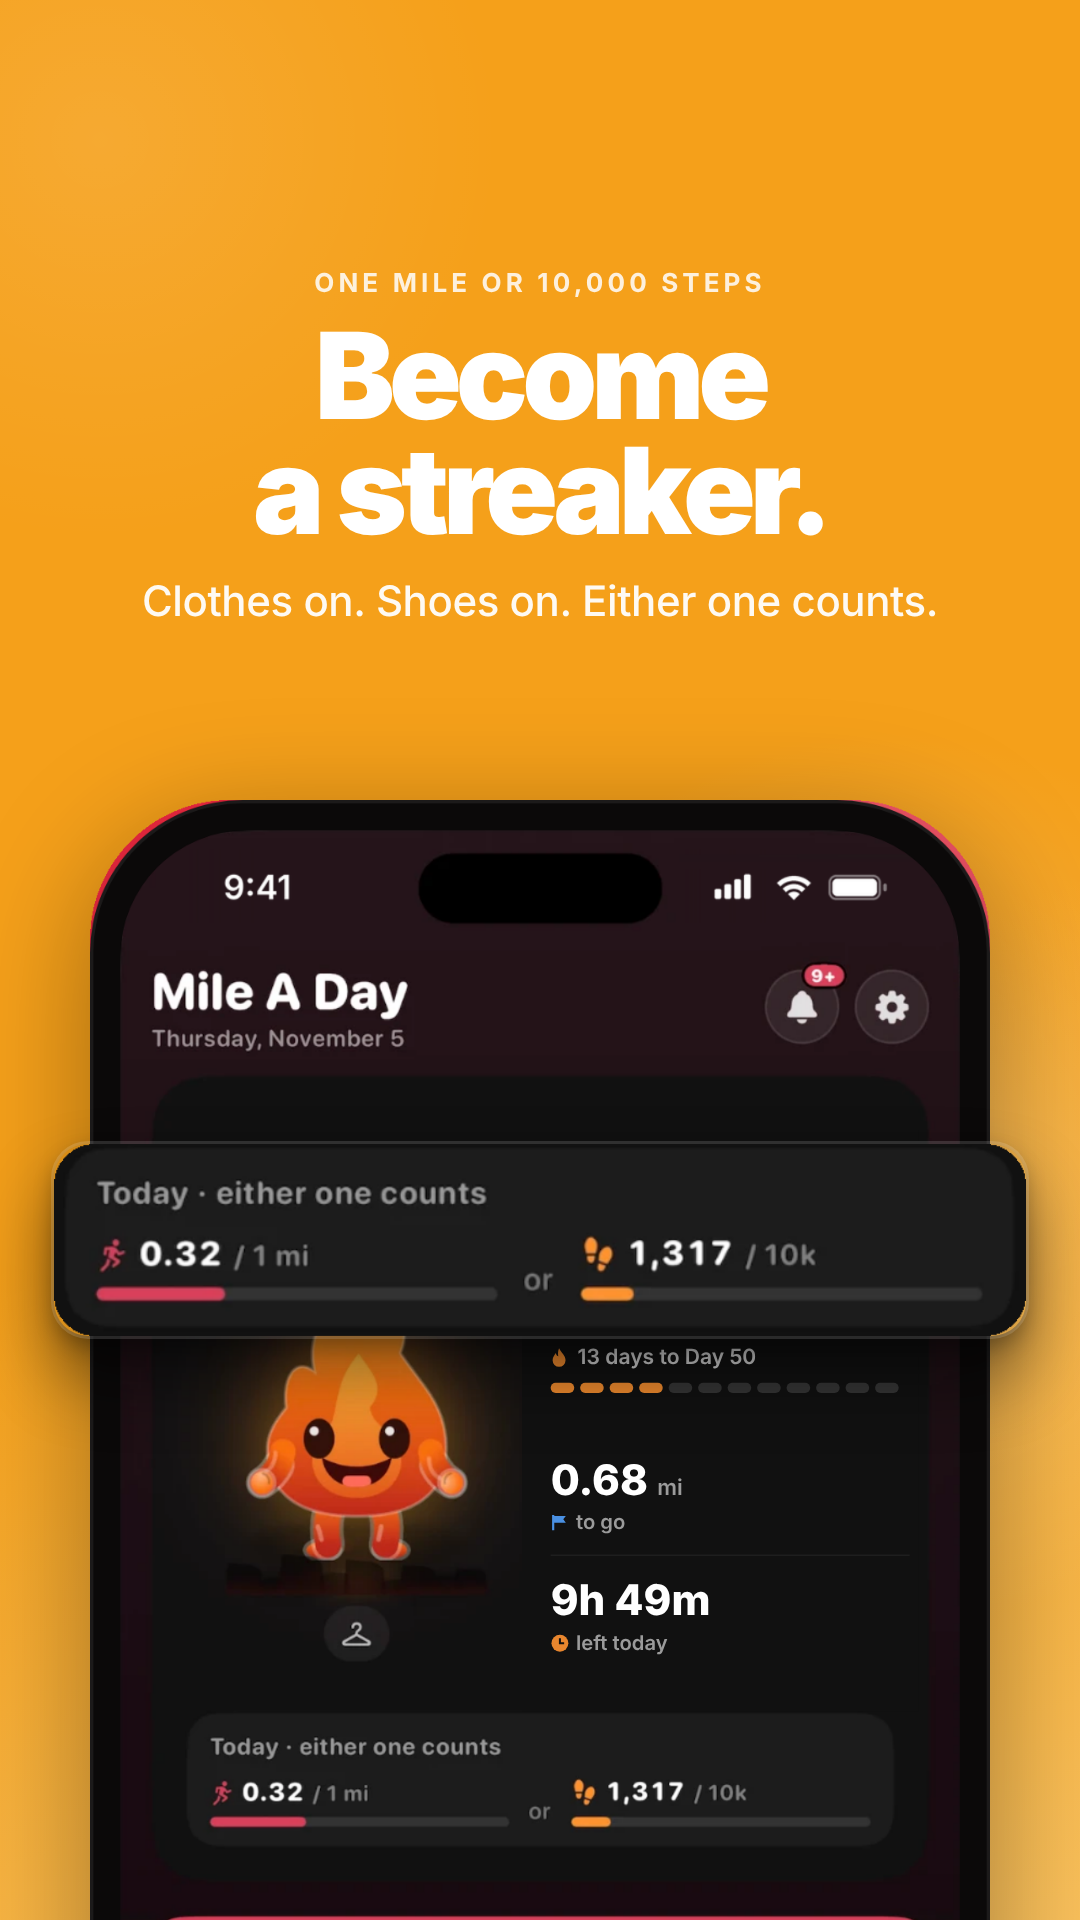 ONE MILE OR 10,000 STEPS
Become
a streaker.
Clothes on. Shoes on. Either one counts.
9:41
Mile A Day
9+
Thursday, November 5
Today · either one counts
0.32 / 1 mi
or
1,317 / 10k
13 days to Day 50
0.68 mi
to go
9h 49m
left today
Today · either one counts
0.32 / 1 mi
or
1,317 / 10k